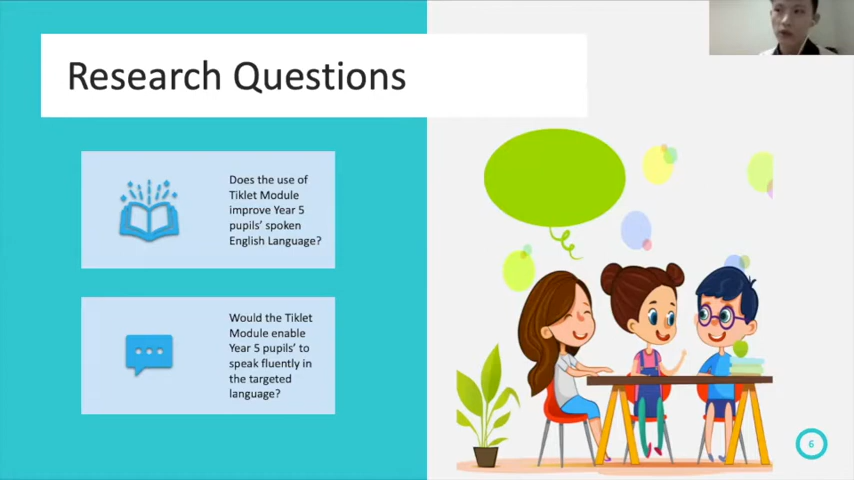 Research Questions
Does the use of
Tiklet Module
improve Year 5
pupils' spoken
English Language?
Would the Tiklet
Module enable
Year 5 pupils' to
speak fluently in
the targeted
language?
6